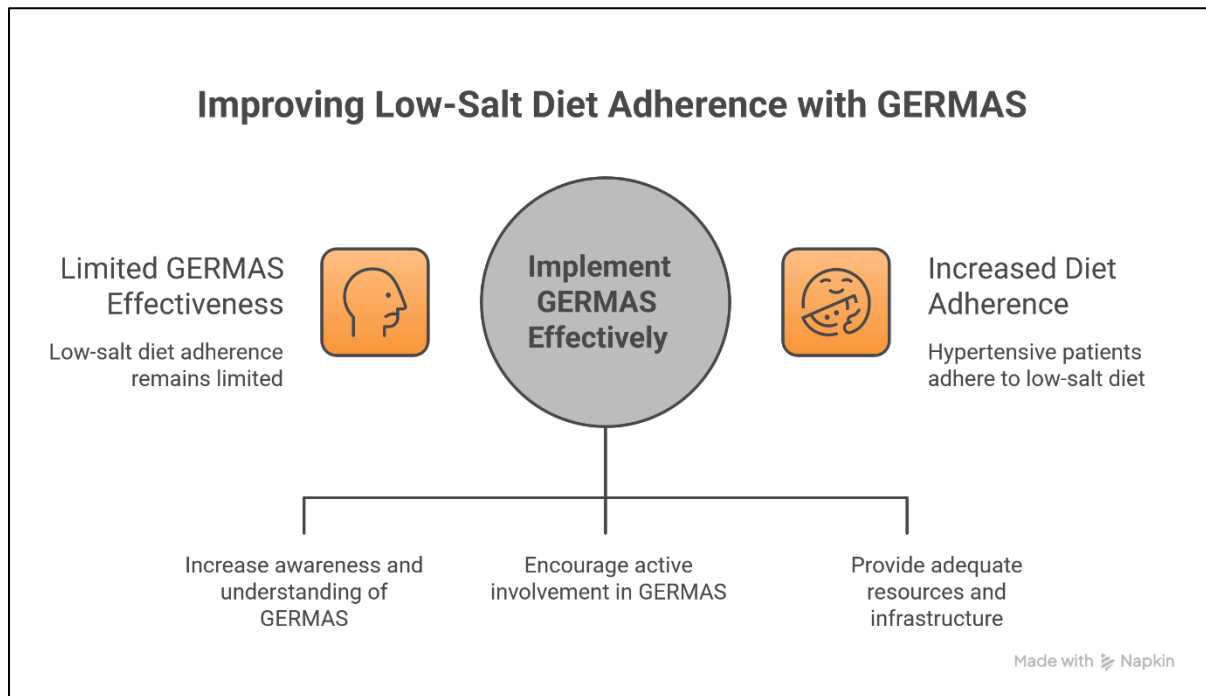 Improving Low-Salt Diet Adherence with GERMAS
Limited GERMAS
Effectiveness
Low-salt diet adherence
remains limited
Implement
GERMAS
Effectively
Increased Diet
Adherence
Hypertensive patients
adhere to low-salt diet
Increase awareness and
understanding of
GERMAS
Encourage active
involvement in GERMAS
Provide adequate
resources and
infrastructure
Made with Napkin